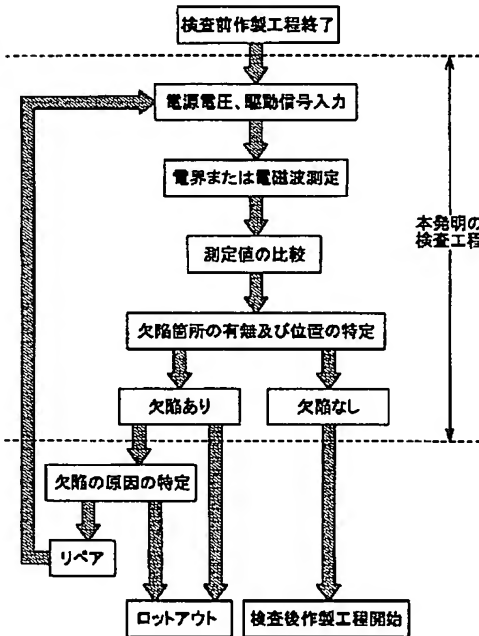 検査前作製工程終了
電源電圧、駆動信号入力
電界または電磁波測定
本発明の
検査工程
測定値の比較
欠陥箇所の有無及び位置の特定
欠陥あり
欠陥なし
欠陥の原因の特定
リペア
ロットアウト
検査後作製工程開始